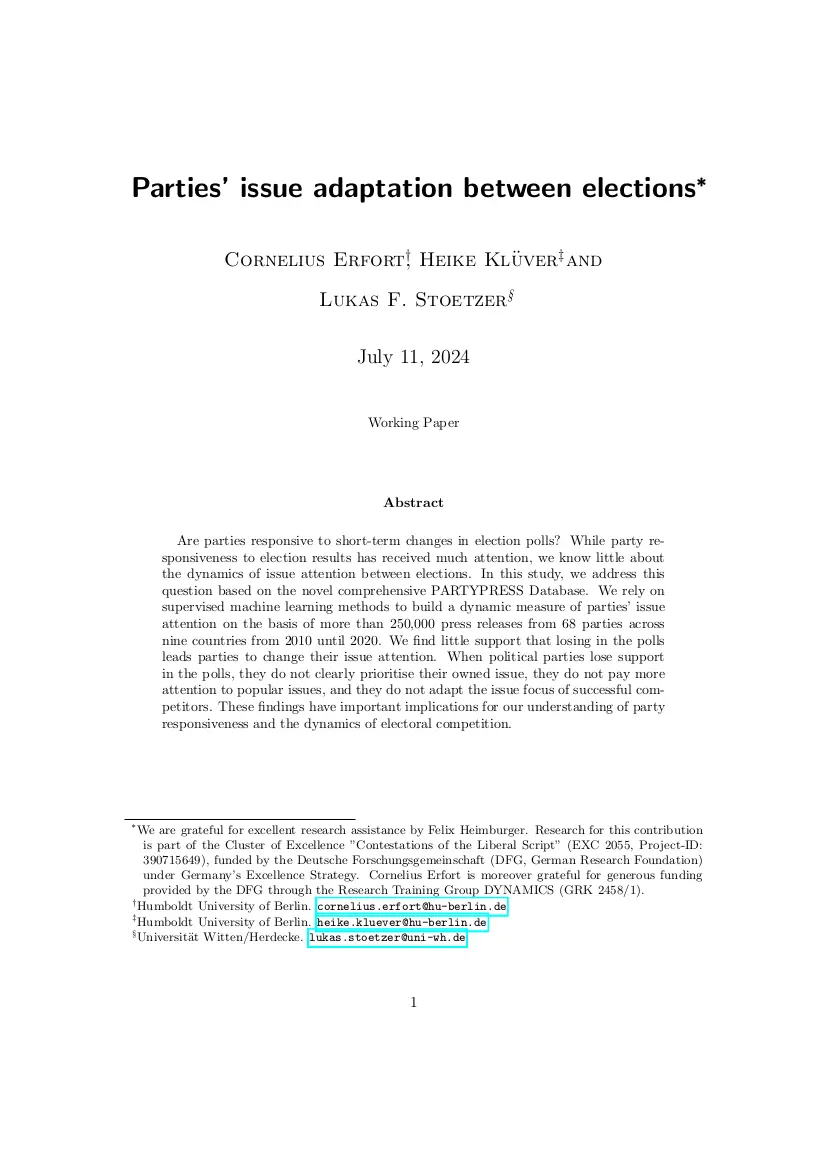 Parties' issue adaptation between elections*
Cornelius Erfort†, Heike Klüver‡ and
Lukas F. Stoetzer§
July 11, 2024
Working Paper
Abstract
Are parties responsive to short-term changes in election polls? While party re-
sponsiveness to election results has received much attention, we know little about
the dynamics of issue attention between elections. In this study, we address this
question based on the novel comprehensive PARTYPRESS Database. We rely on
supervised machine learning methods to build a dynamic measure of parties' issue
attention on the basis of more than 250,000 press releases from 68 parties across
nine countries from 2010 until 2020. We find little support that losing in the polls
leads parties to change their issue attention. When political parties lose support
in the polls, they do not clearly prioritise their owned issue, they do not pay more
attention to popular issues, and they do not adapt the issue focus of successful com-
petitors. These findings have important implications for our understanding of party
responsiveness and the dynamics of electoral competition.
*We are grateful for excellent research assistance by Felix Heimburger. Research for this contribution
is part of the Cluster of Excellence "Contestations of the Liberal Script" (EXC 2055, Project-ID:
390715649), funded by the Deutsche Forschungsgemeinschaft (DFG, German Research Foundation)
under Germany's Excellence Strategy. Cornelius Erfort is moreover grateful for generous funding
provided by the DFG through the Research Training Group DYNAMICS (GRK 2458/1).
†Humboldt University of Berlin. cornelius.erfort@hu-berlin.de
‡Humboldt University of Berlin. heike.kluever@hu-berlin.de
§Universität Witten/Herdecke. lukas.stoetzer@uni-wh.de
1